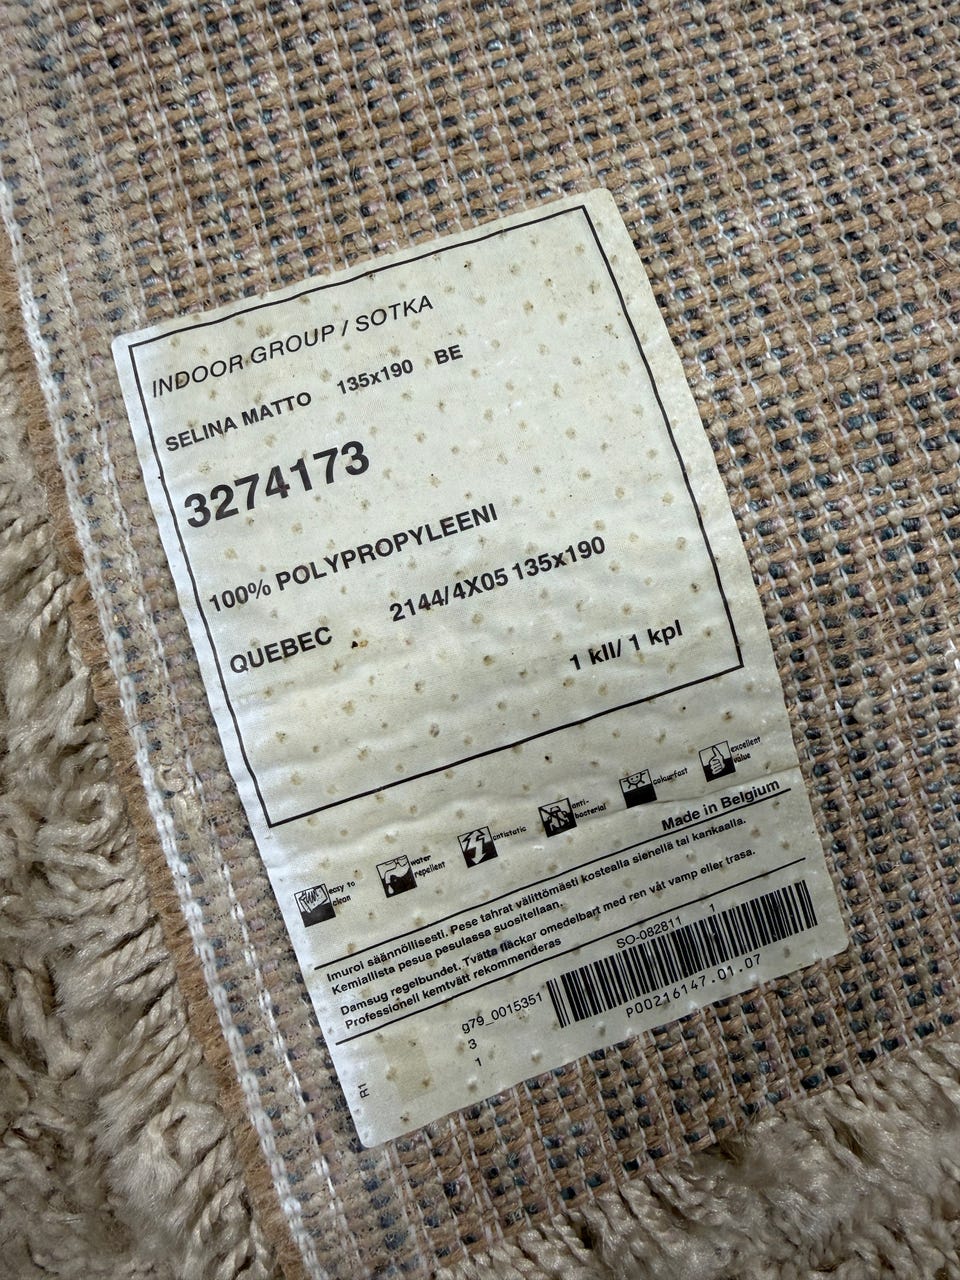 INDOOR GROUP / SOTKA
SELINA MATTO 135x190 BE
3274173
100% POLYPROPYLEENI
QUEBEC 2144/4X05 135x190
1 kll/ 1 kpl
easy to clean
water repellent
antistatic
anti-bacterial
colourfast
excellent value
Made in Belgium
Imuroi säännöllisesti. Pese tahrat välittömästi kostealla sienellä tai kankaalla.
Kemiallista pesua pesulassa suositellaan.
Damsug regelbundet. Tvätta fläckar omedelbart med ren våt vamp eller trasa.
Professionell kemtvätt rekommenderas
SO-082811 1
g79_0015351
P00216147.01.07
3
1
R1